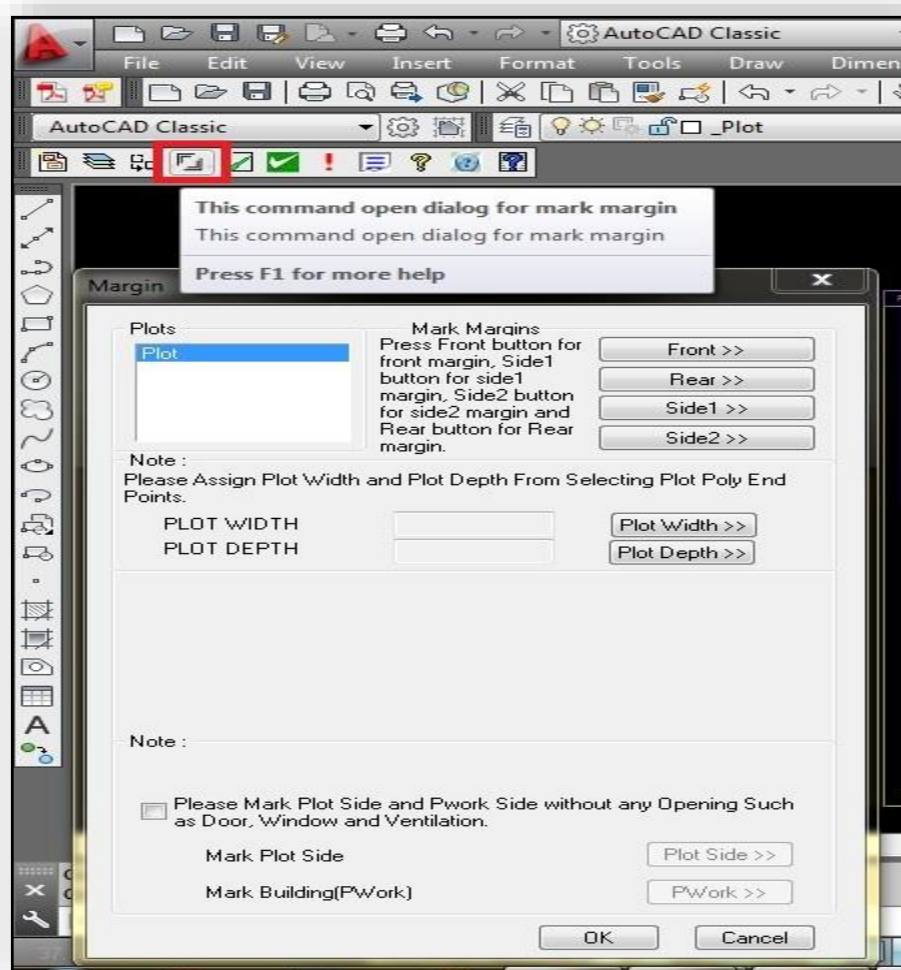 AutoCAD Classic
File Edit View Insert Format Tools Draw Dimen
AutoCAD Classic _Plot
This command open dialog for mark margin
This command open dialog for mark margin
Press F1 for more help
Margin x
Plots
Plot
Mark Margins
Press Front button for
front margin, Side1
button for side1
margin, Side2 button
for side2 margin and
Rear button for Rear
margin.
Front >>
Rear >>
Side1 >>
Side2 >>
Note :
Please Assign Plot Width and Plot Depth From Selecting Plot Poly End
Points.
PLOT WIDTH Plot Width >>
PLOT DEPTH Plot Depth >>
Note :
Please Mark Plot Side and Pwork Side without any Opening Such
as Door, Window and Ventilation.
Mark Plot Side Plot Side >>
Mark Building(PWork) PWork >>
OK Cancel